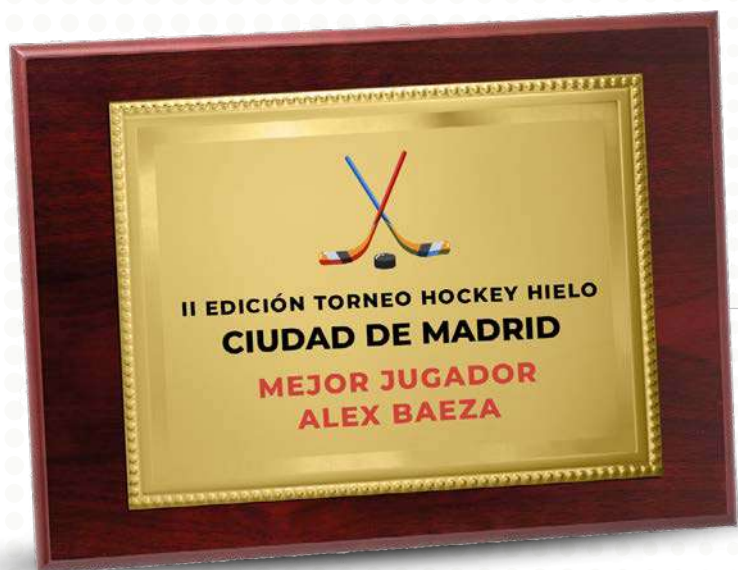 II EDICIÓN TORNEO HOCKEY HIELO
CIUDAD DE MADRID
MEJOR JUGADOR
ALEX BAEZA